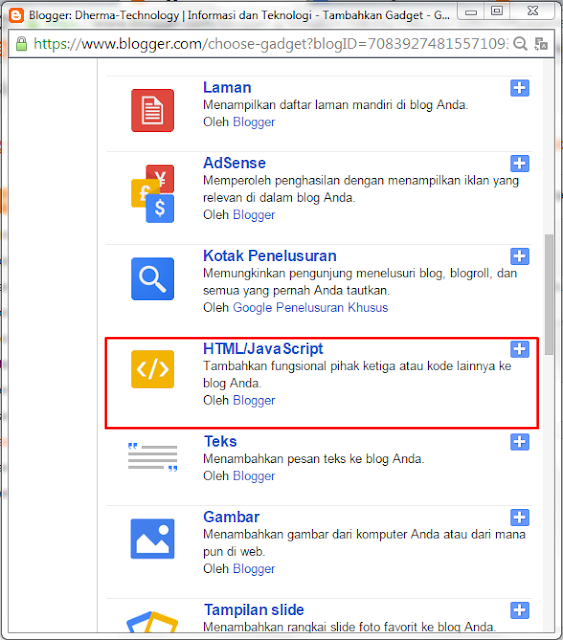 Blogger: Dherma-Technology | Informasi dan Teknologi - Tambahkan Gadget - G...
https://www.blogger.com/choose-gadget?blogID=7083927481557109
Laman
Menampilkan daftar laman mandiri di blog Anda.
Oleh Blogger
AdSense
Memperoleh penghasilan dengan menampilkan iklan yang
relevan di dalam blog Anda.
Oleh Blogger
Kotak Penelusuran
Memungkinkan pengunjung menelusuri blog, blogroll, dan
semua yang pernah Anda tautkan.
Oleh Google Penelusuran Khusus
HTML/JavaScript
Tambahkan fungsional pihak ketiga atau kode lainnya ke
blog Anda.
Oleh Blogger
Teks
Menambahkan pesan teks ke blog Anda.
Oleh Blogger
Gambar
Menambahkan gambar dari komputer Anda atau dari mana
pun di web.
Oleh Blogger
Tampilan slide
Menambahkan rangkai slide foto favorit ke blog Anda.